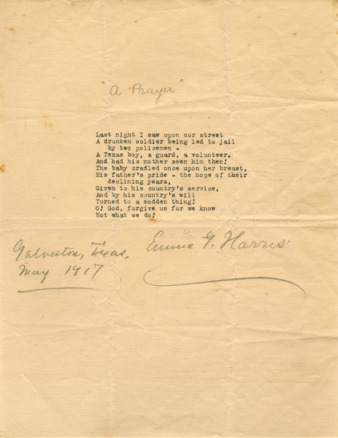 "A Prayer"
Last night I saw upon our street
A drunken soldier being led to jail
by two policemen -
A Texas boy, a guard, a volunteer,
And had his mother seen him then!
The baby cradled once upon her breast,
His father's pride - the hope of their
declining years,
Given to his country's service,
And by his country's will
Turned to a sodden thing!
O! God, forgive us for we know
Not what we do!
Galveston, Texas,
May 1917
Emma G. Harris